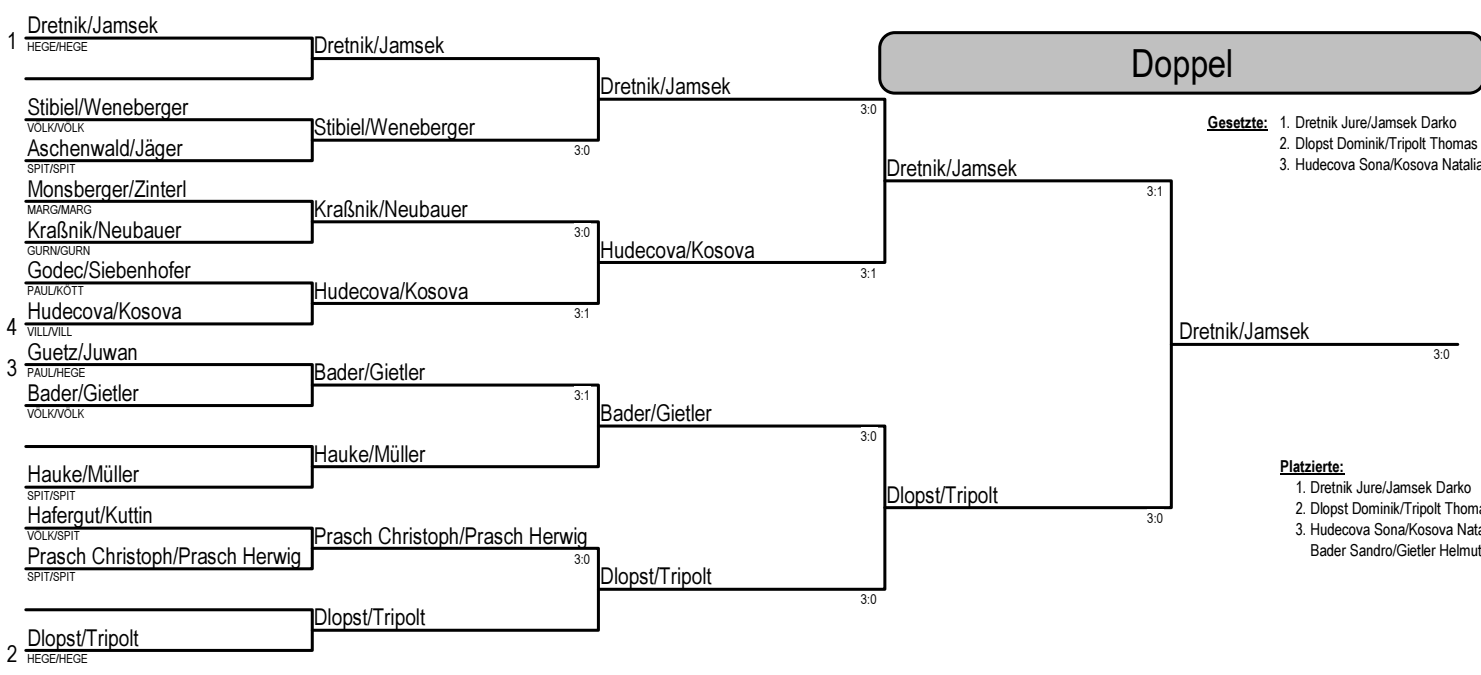 Doppel
Gesetzte: 1. Dretnik Jure/Jamsek Darko
2. Dlopst Dominik/Tripolt Thomas
3. Hudecova Sona/Kosova Natalia
1 Dretnik/Jamsek
HEGE/HEGE
Stibiel/Weneberger
VÖLK/VÖLK
Aschenwald/Jäger
SPIT/SPIT
Monsberger/Zinterl
MARG/MARG
Kraßnik/Neubauer
GURN/GURN
Godec/Siebenhofer
PAUL/KÖTT
4 Hudecova/Kosova
VILL/VILL
3 Guetz/Juwan
PAUL/HEGE
Bader/Gietler
VÖLK/VÖLK
Hauke/Müller
SPIT/SPIT
Hafergut/Kuttin
VÖLK/SPIT
Prasch Christoph/Prasch Herwig
SPIT/SPIT
2 Dlopst/Tripolt
HEGE/HEGE
Dretnik/Jamsek
Stibiel/Weneberger
3:0
Kraßnik/Neubauer
3:0
Hudecova/Kosova
3:1
Bader/Gietler
3:1
Hauke/Müller
Prasch Christoph/Prasch Herwig
3:0
Dlopst/Tripolt
Dretnik/Jamsek
3:0
Hudecova/Kosova
3:1
Bader/Gietler
3:0
Dlopst/Tripolt
3:0
Dretnik/Jamsek
3:1
Dlopst/Tripolt
3:0
Dretnik/Jamsek
3:0
Platzierte:
1. Dretnik Jure/Jamsek Darko
2. Dlopst Dominik/Tripolt Thoma
3. Hudecova Sona/Kosova Nata
Bader Sandro/Gietler Helmut